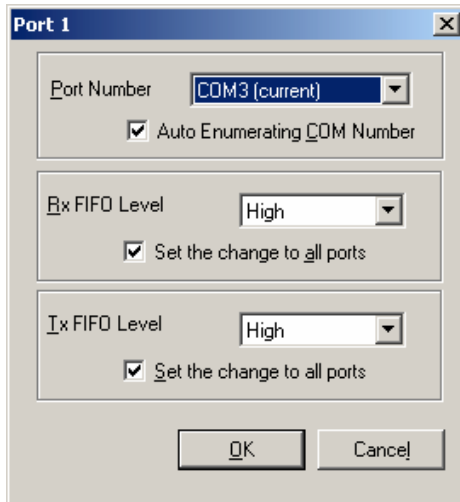 Port 1
Port Number COM3 (current)
Auto Enumerating COM Number
Rx FIFO Level High
Set the change to all ports
Tx FIFO Level High
Set the change to all ports
OK Cancel